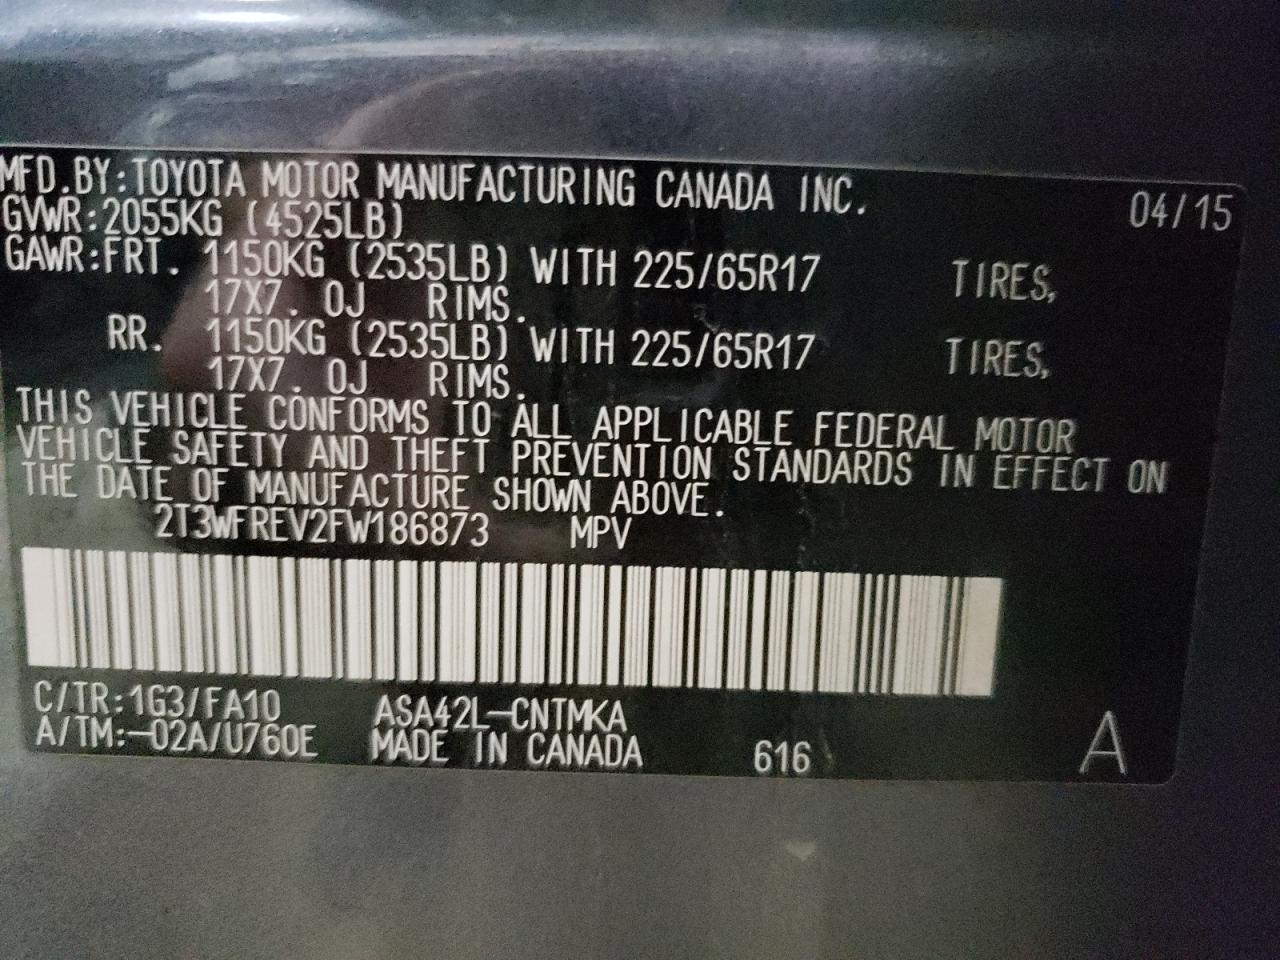 MFD.BY:TOYOTA MOTOR MANUFACTURING CANADA INC. 04/15
GVWR:2055KG (4525LB)
GAWR:FRT. 1150KG (2535LB) WITH 225/65R17 TIRES,
17X7. 0J RIMS.
RR. 1150KG (2535LB) WITH 225/65R17 TIRES,
17X7. 0J RIMS.
THIS VEHICLE CONFORMS TO ALL APPLICABLE FEDERAL MOTOR
VEHICLE SAFETY AND THEFT PREVENTION STANDARDS IN EFFECT ON
THE DATE OF MANUFACTURE SHOWN ABOVE.
2T3WFREV2FW186873 MPV
C/TR:1G3/FA10 ASA42L-CNTMKA
A/TM:-02A/U760E MADE IN CANADA 616 A